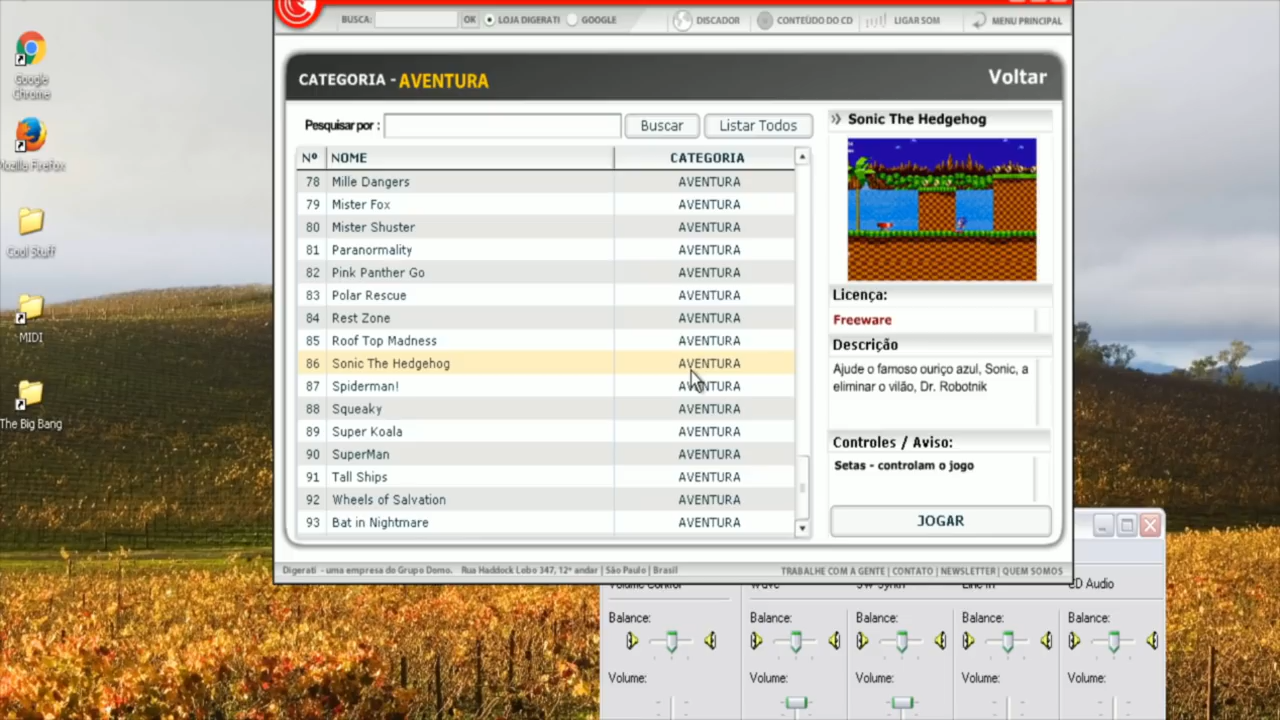 BUSCA:
OK
LOJA DIGERATI
GOOGLE
DISCADOR
CONTEÚDO DO CD
LIGAR SOM
MENU PRINCIPAL
Google
Chrome
Mozilla Firefox
Cool Stuff
MIDI
The Big Bang
CATEGORIA - AVENTURA
Voltar
Pesquisar por :
Buscar
Listar Todos
Nº NOME CATEGORIA
78 Mille Dangers AVENTURA
79 Mister Fox AVENTURA
80 Mister Shuster AVENTURA
81 Paranormality AVENTURA
82 Pink Panther Go AVENTURA
83 Polar Rescue AVENTURA
84 Rest Zone AVENTURA
85 Roof Top Madness AVENTURA
86 Sonic The Hedgehog AVENTURA
87 Spiderman! AVENTURA
88 Squeaky AVENTURA
89 Super Koala AVENTURA
90 SuperMan AVENTURA
91 Tall Ships AVENTURA
92 Wheels of Salvation AVENTURA
93 Bat in Nightmare AVENTURA
Sonic The Hedgehog
Licença:
Freeware
Descrição
Ajude o famoso ouriço azul, Sonic, a
eliminar o vilão, Dr. Robotnik
Controles / Aviso:
Setas - controlam o jogo
JOGAR
Digerati - uma empresa do Grupo Domo. Rua Haddock Lobo 347, 12º andar | São Paulo | Brasil
TRABALHE COM A GENTE | CONTATO | NEWSLETTER | QUEM SOMOS
Volume Control Wave SW Synth Line In CD Audio
Balance: Balance: Balance: Balance: Balance:
Volume: Volume: Volume: Volume: Volume: